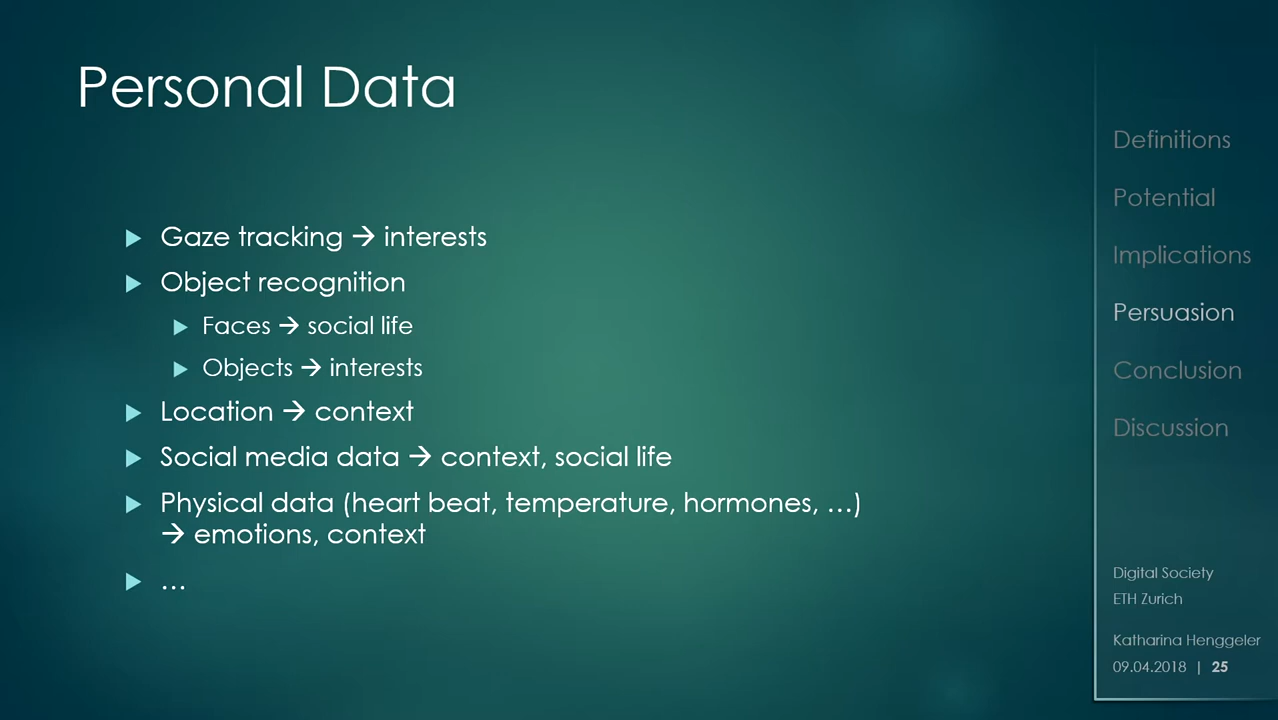 Personal Data
Gaze tracking → interests
Object recognition
Faces → social life
Objects → interests
Location → context
Social media data → context, social life
Physical data (heart beat, temperature, hormones, …)
→ emotions, context
…
Definitions
Potential
Implications
Persuasion
Conclusion
Discussion
Digital Society
ETH Zurich
Katharina Henggeler
09.04.2018 | 25